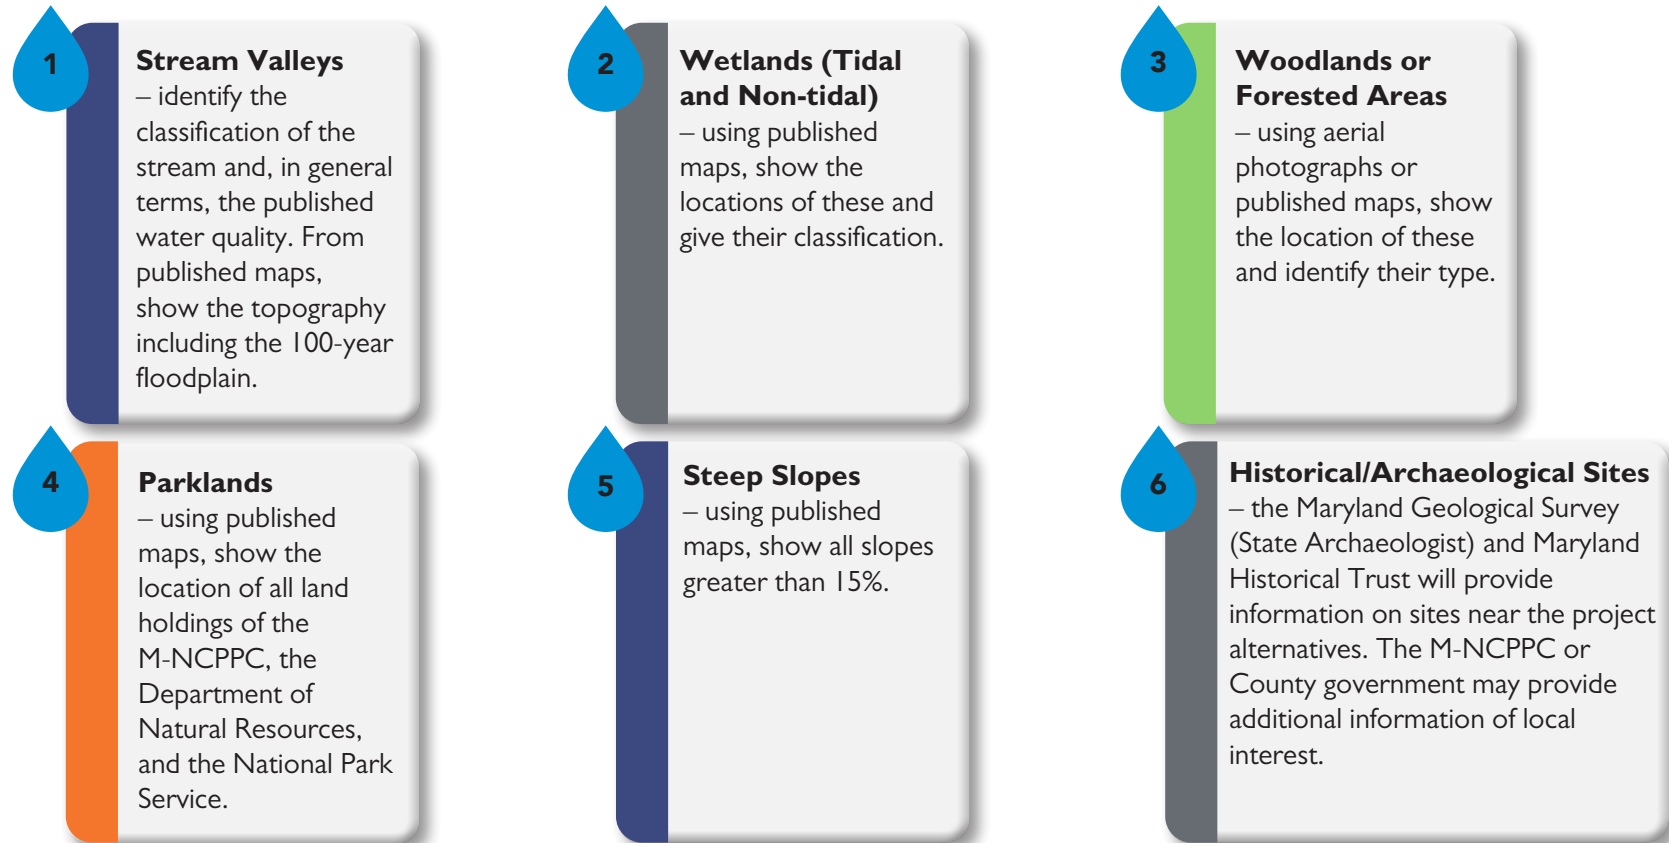 1
Stream Valleys
– identify the
classification of the
stream and, in general
terms, the published
water quality. From
published maps,
show the topography
including the 100-year
floodplain.
2
Wetlands (Tidal
and Non-tidal)
– using published
maps, show the
locations of these and
give their classification.
3
Woodlands or
Forested Areas
– using aerial
photographs or
published maps, show
the location of these
and identify their type.
4
Parklands
– using published
maps, show the
location of all land
holdings of the
M-NCPPC, the
Department of
Natural Resources,
and the National Park
Service.
5
Steep Slopes
– using published
maps, show all slopes
greater than 15%.
6
Historical/Archaeological Sites
– the Maryland Geological Survey
(State Archaeologist) and Maryland
Historical Trust will provide
information on sites near the project
alternatives. The M-NCPPC or
County government may provide
additional information of local
interest.